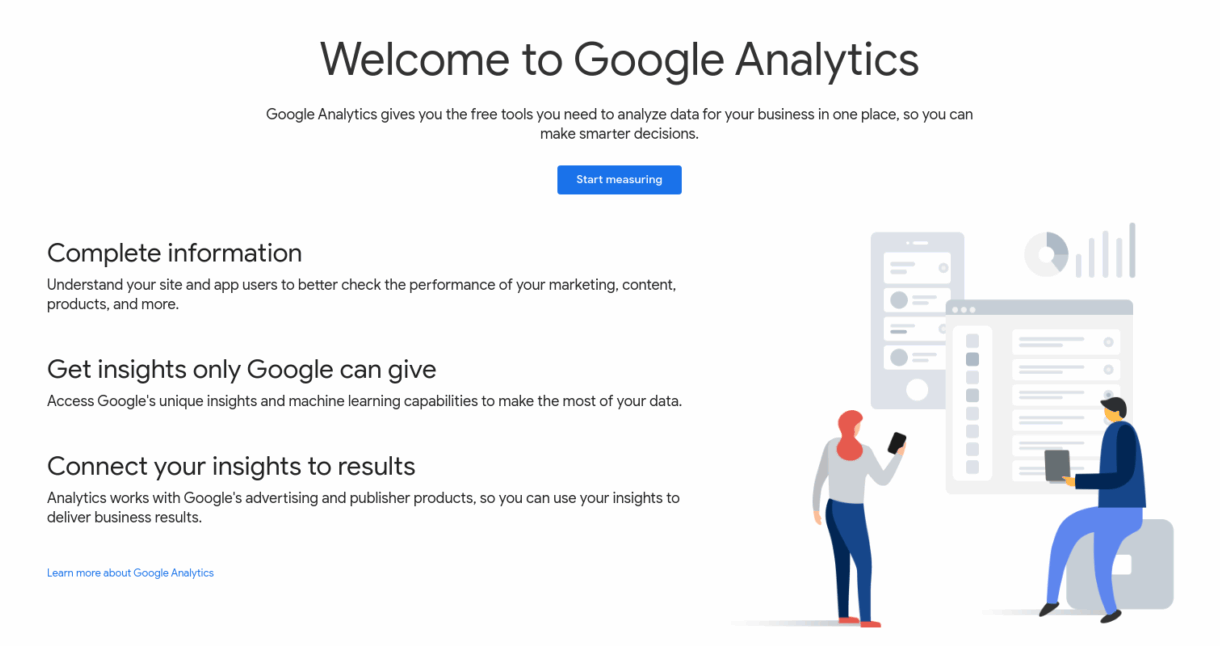 Welcome to Google Analytics
Google Analytics gives you the free tools you need to analyze data for your business in one place, so you can
make smarter decisions.
Start measuring
Complete information
Understand your site and app users to better check the performance of your marketing, content,
products, and more.
Get insights only Google can give
Access Google's unique insights and machine learning capabilities to make the most of your data.
Connect your insights to results
Analytics works with Google's advertising and publisher products, so you can use your insights to
deliver business results.
Learn more about Google Analytics